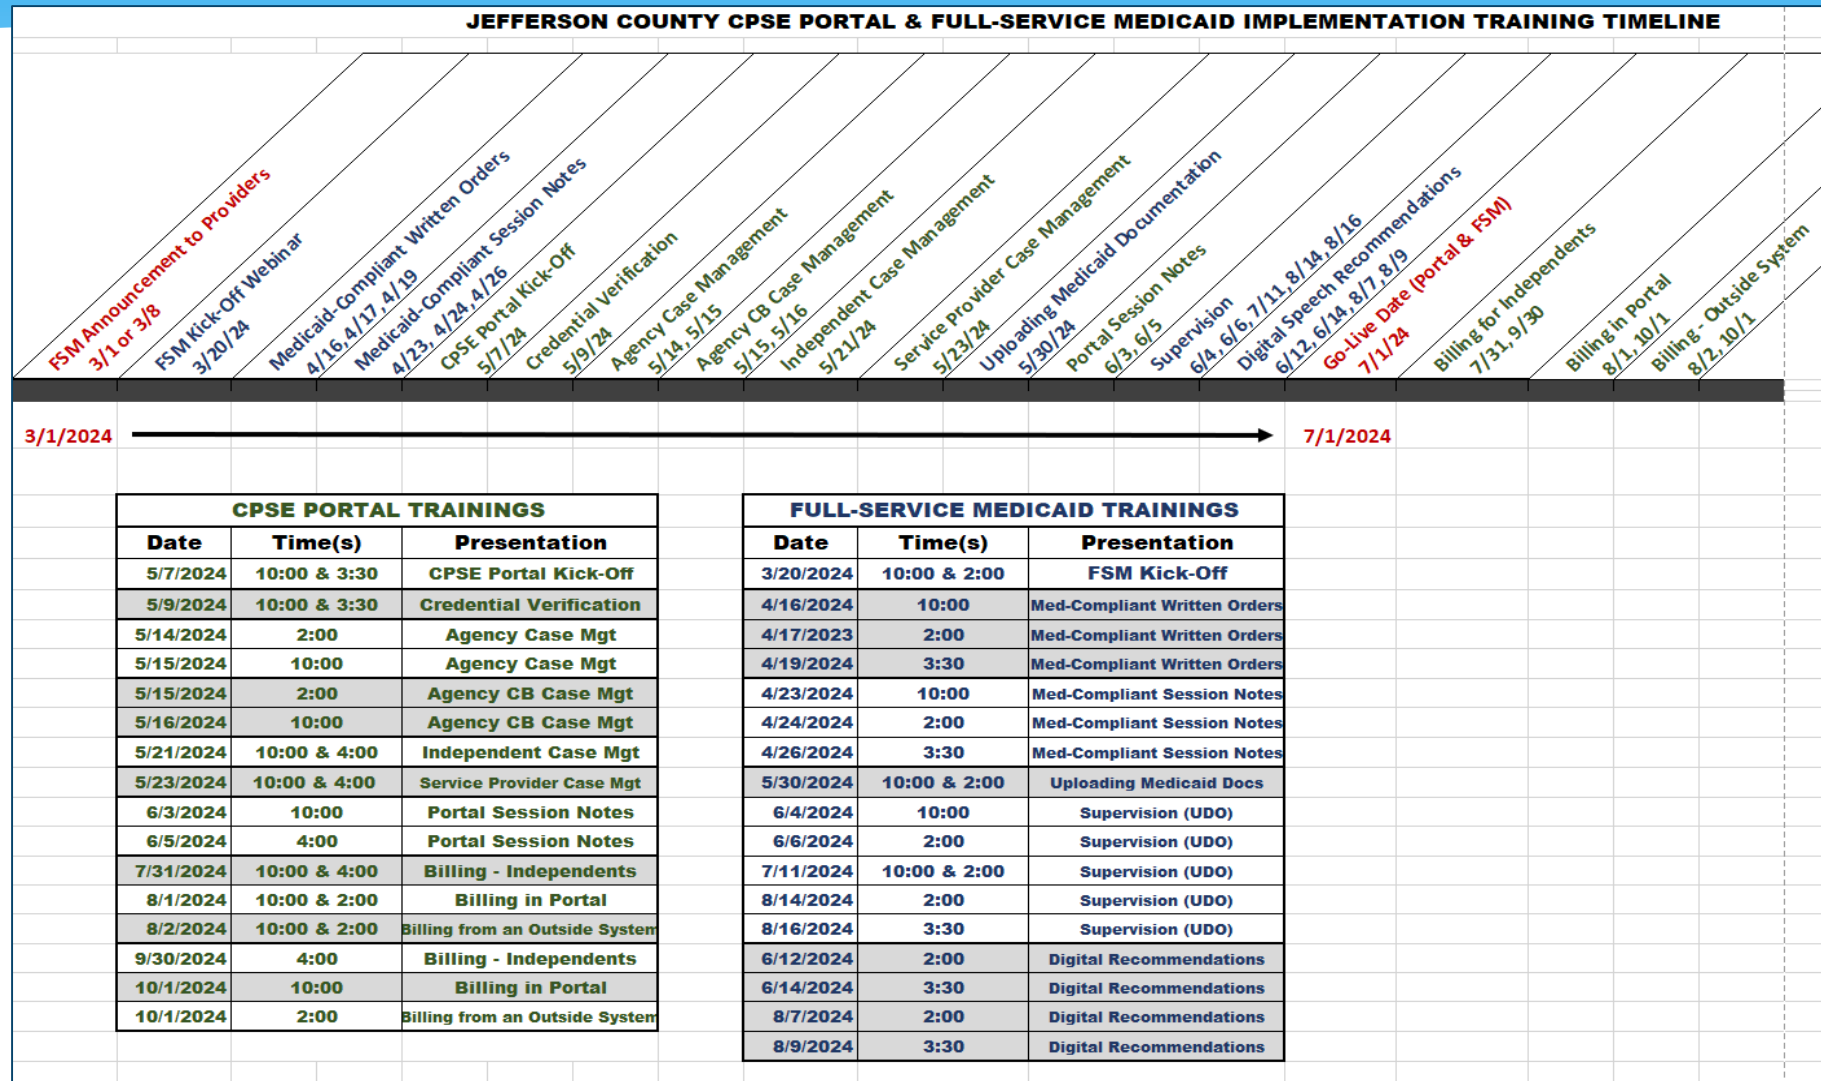 JEFFERSON COUNTY CPSE PORTAL & FULL-SERVICE MEDICAID IMPLEMENTATION TRAINING TIMELINE
FSM Announcement to Providers
3/1 or 3/8
FSM Kick-Off Webinar
3/20/24
Medicaid-Compliant Written Orders
4/16, 4/17, 4/19
Medicaid-Compliant Session Notes
4/23, 4/24, 4/26
CPSE Portal Kick-Off
5/7/24
Credential Verification
5/9/24
Agency Case Management
5/14, 5/15
Agency CB Case Management
5/15, 5/16
Independent Case Management
5/21/24
Service Provider Case Management
5/23/24
Uploading Medicaid Documentation
5/30/24
Portal Session Notes
6/3, 6/5
Supervision
6/4, 6/6, 7/11, 8/14, 8/16
Digital Speech Recommendations
6/12, 6/14, 8/7, 8/9
Go-Live Date (Portal & FSM)
7/1/24
Billing for Independents
7/31, 9/30
Billing in Portal
8/1, 10/1
Billing - Outside System
8/2, 10/1
3/1/2024 7/1/2024
CPSE PORTAL TRAININGS
Date Time(s) Presentation
5/7/2024 10:00 & 3:30 CPSE Portal Kick-Off
5/9/2024 10:00 & 3:30 Credential Verification
5/14/2024 2:00 Agency Case Mgt
5/15/2024 10:00 Agency Case Mgt
5/15/2024 2:00 Agency CB Case Mgt
5/16/2024 10:00 Agency CB Case Mgt
5/21/2024 10:00 & 4:00 Independent Case Mgt
5/23/2024 10:00 & 4:00 Service Provider Case Mgt
6/3/2024 10:00 Portal Session Notes
6/5/2024 4:00 Portal Session Notes
7/31/2024 10:00 & 4:00 Billing - Independents
8/1/2024 10:00 & 2:00 Billing in Portal
8/2/2024 10:00 & 2:00 Billing from an Outside System
9/30/2024 4:00 Billing - Independents
10/1/2024 10:00 Billing in Portal
10/1/2024 2:00 Billing from an Outside System
FULL-SERVICE MEDICAID TRAININGS
Date Time(s) Presentation
3/20/2024 10:00 & 2:00 FSM Kick-Off
4/16/2024 10:00 Med-Compliant Written Orders
4/17/2023 2:00 Med-Compliant Written Orders
4/19/2024 3:30 Med-Compliant Written Orders
4/23/2024 10:00 Med-Compliant Session Notes
4/24/2024 2:00 Med-Compliant Session Notes
4/26/2024 3:30 Med-Compliant Session Notes
5/30/2024 10:00 & 2:00 Uploading Medicaid Docs
6/4/2024 10:00 Supervision (UDO)
6/6/2024 2:00 Supervision (UDO)
7/11/2024 10:00 & 2:00 Supervision (UDO)
8/14/2024 2:00 Supervision (UDO)
8/16/2024 3:30 Supervision (UDO)
6/12/2024 2:00 Digital Recommendations
6/14/2024 3:30 Digital Recommendations
8/7/2024 2:00 Digital Recommendations
8/9/2024 3:30 Digital Recommendations